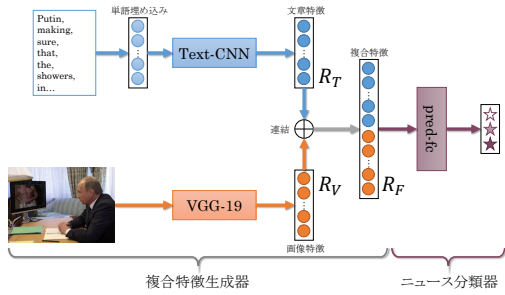 Putin,
making,
sure,
that,
the,
showers,
in...
単語埋め込み
Text-CNN
文章特徴
R_T
複合特徴
連結
pred-fc
VGG-19
R_V
R_F
画像特徴
複合特徴生成器
ニュース分類器